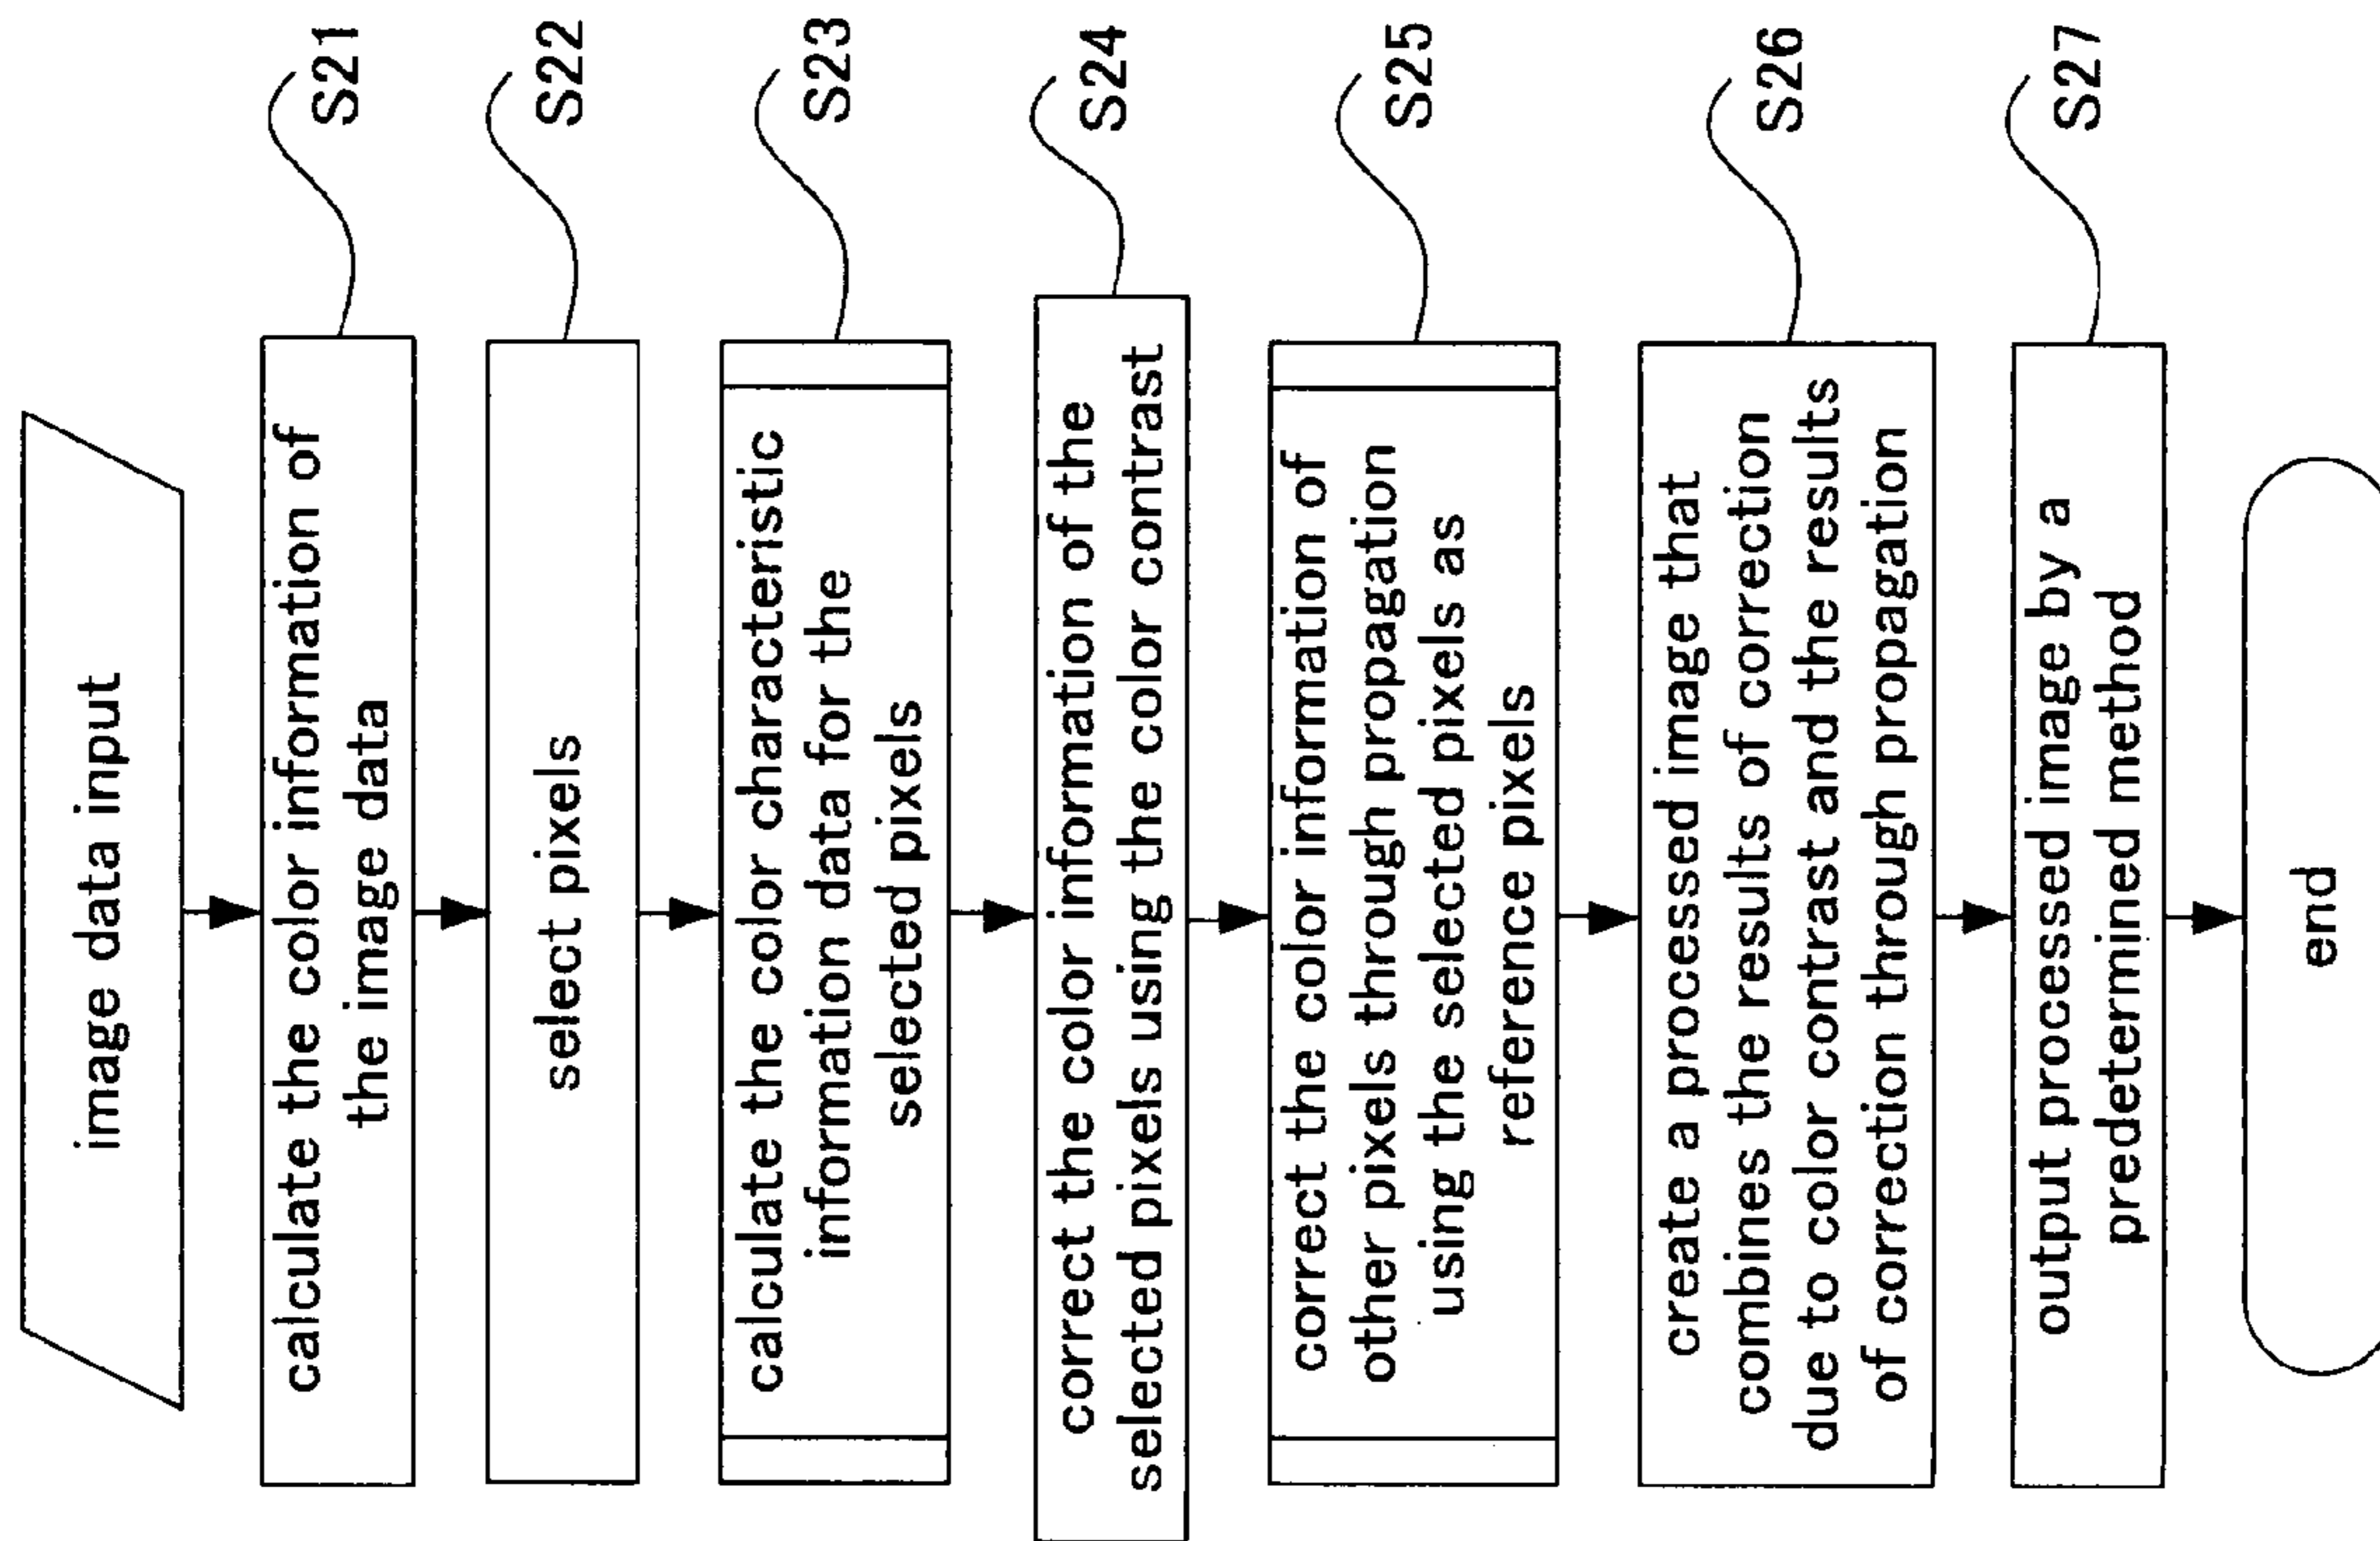 image data input
calculate the color information of
the image data
S21
select pixels
S22
calculate the color characteristic
information data for the
selected pixels
S23
correct the color information of the
selected pixels using the color contrast
S24
correct the color information of
other pixels through propagation
using the selected pixels as
reference pixels
S25
create a processed image that
combines the results of correction
due to color contrast and the results
of correction through propagation
S26
output processed image by a
predetermined method
S27
end